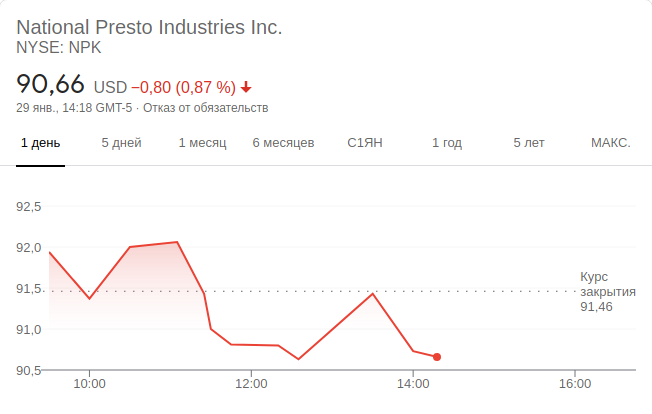 National Presto Industries Inc.
NYSE: NPK
90,66 USD −0,80 (0,87 %)
29 янв., 14:18 GMT-5 · Отказ от обязательств
1 день 5 дней 1 месяц 6 месяцев С1ЯН 1 год 5 лет МАКС.
92,5
92,0
91,5
91,0
90,5
Курс
закрытия
91,46
10:00 12:00 14:00 16:00